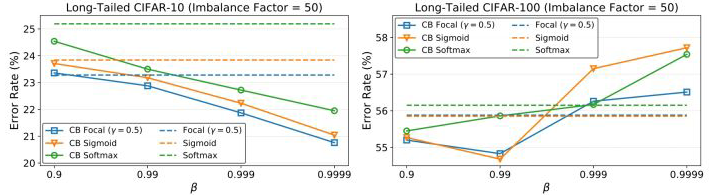 Long-Tailed CIFAR-10 (Imbalance Factor = 50)
25
24
23
22
21
20
Error Rate (%)
CB Focal (γ = 0.5)
CB Sigmoid
CB Softmax
Focal (γ = 0.5)
Sigmoid
Softmax
0.9
0.99
0.999
0.9999
β
Long-Tailed CIFAR-100 (Imbalance Factor = 50)
58
57
56
55
Error Rate (%)
CB Focal (γ = 0.5)
CB Sigmoid
CB Softmax
Focal (γ = 0.5)
Sigmoid
Softmax
0.9
0.99
0.999
0.9999
β